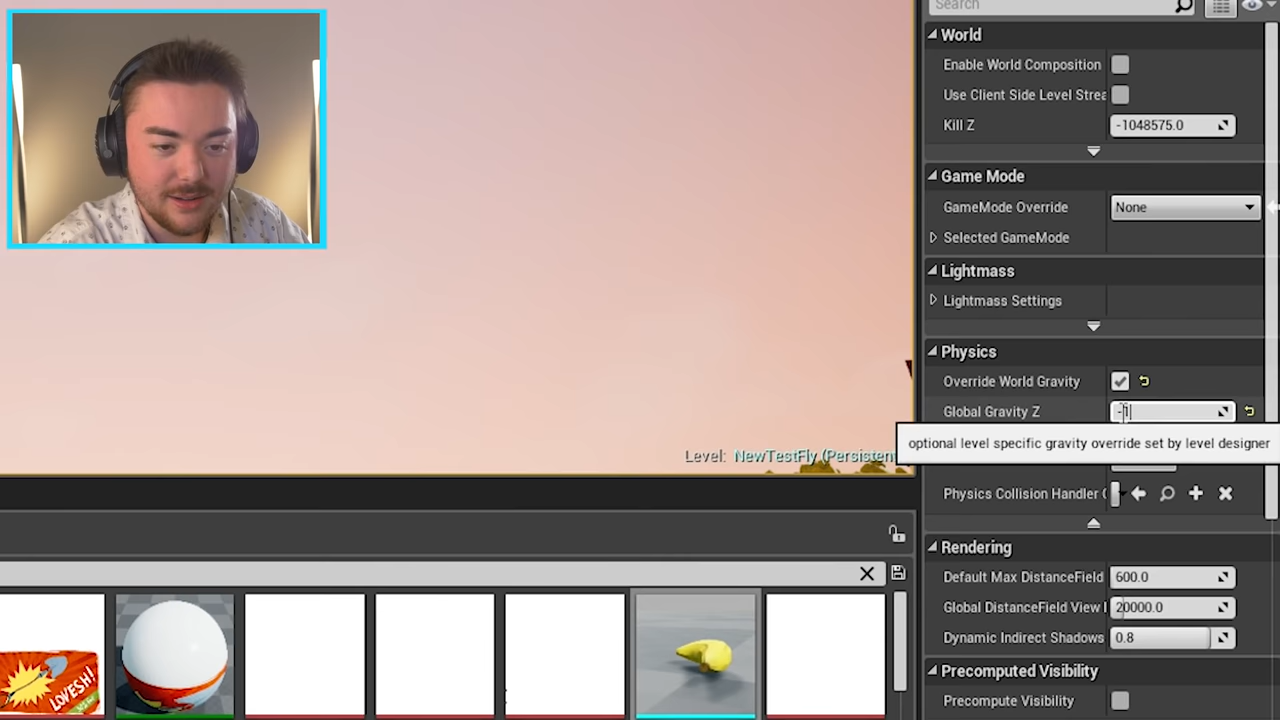 Search
World
Enable World Composition
Use Client Side Level Strea
Kill Z -1048575.0
Game Mode
GameMode Override None
Selected GameMode
Lightmass
Lightmass Settings
Physics
Override World Gravity
Global Gravity Z -1
optional level specific gravity override set by level designer
Level: NewTestFly (Persisten
Physics Collision Handler C
Rendering
Default Max DistanceField 600.0
Global DistanceField View 20000.0
Dynamic Indirect Shadows 0.8
Precomputed Visibility
Precompute Visibility
LOVESH!